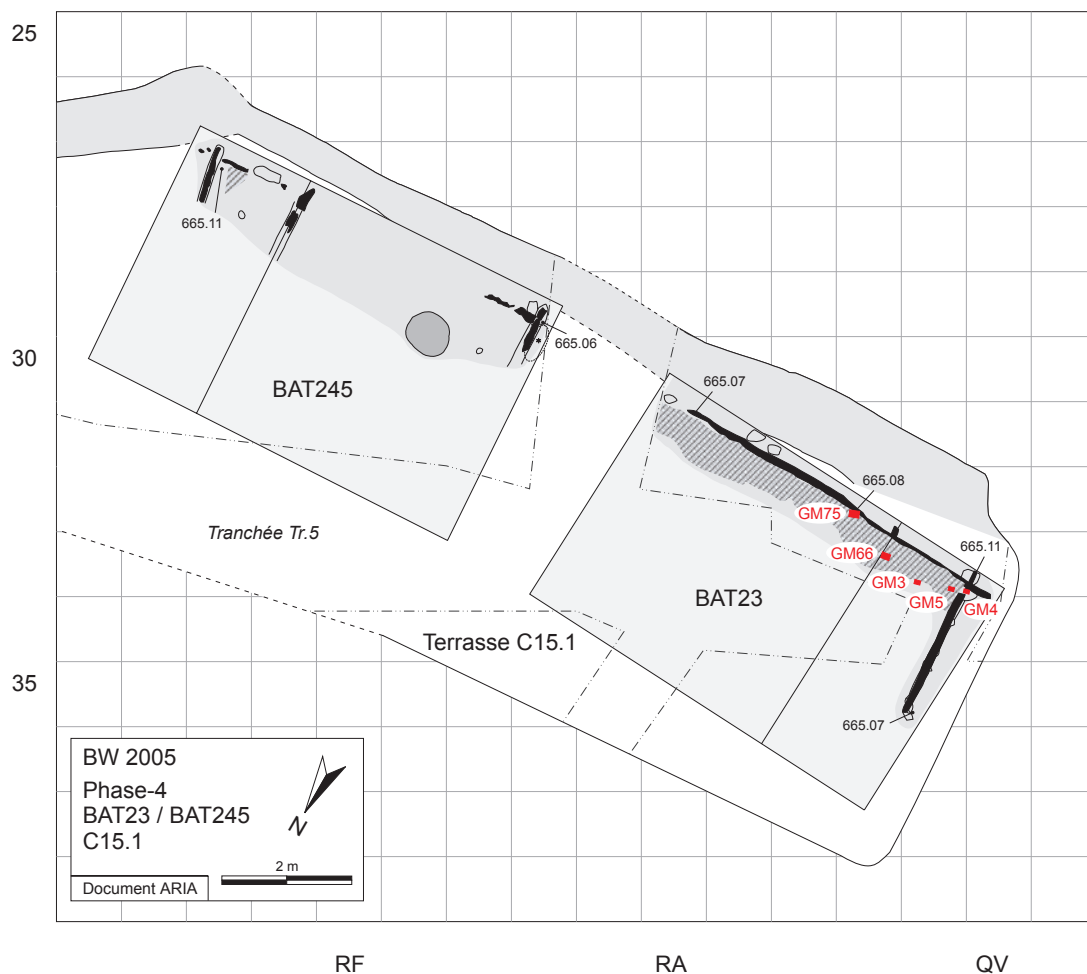 25
665.11
665.06
30
BAT245
665.07
665.08
GM75
Tranchée Tr.5
665.11
GM66
GM3
BAT23
GM5
GM4
Terrasse C15.1
35
665.07
BW 2005
Phase-4
BAT23 / BAT245
C15.1
N
2 m
Document ARIA
RF
RA
QV